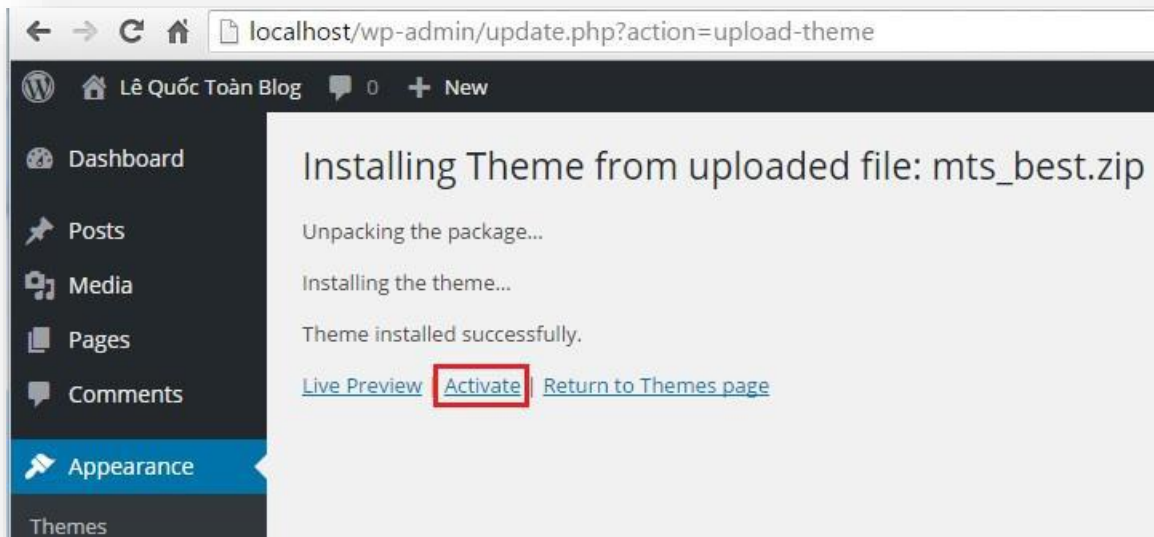 localhost/wp-admin/update.php?action=upload-theme
Lê Quốc Toàn Blog 0 + New
Dashboard
Posts
Media
Pages
Comments
Appearance
Themes
Installing Theme from uploaded file: mts_best.zip
Unpacking the package...
Installing the theme...
Theme installed successfully.
Live Preview | Activate | Return to Themes page